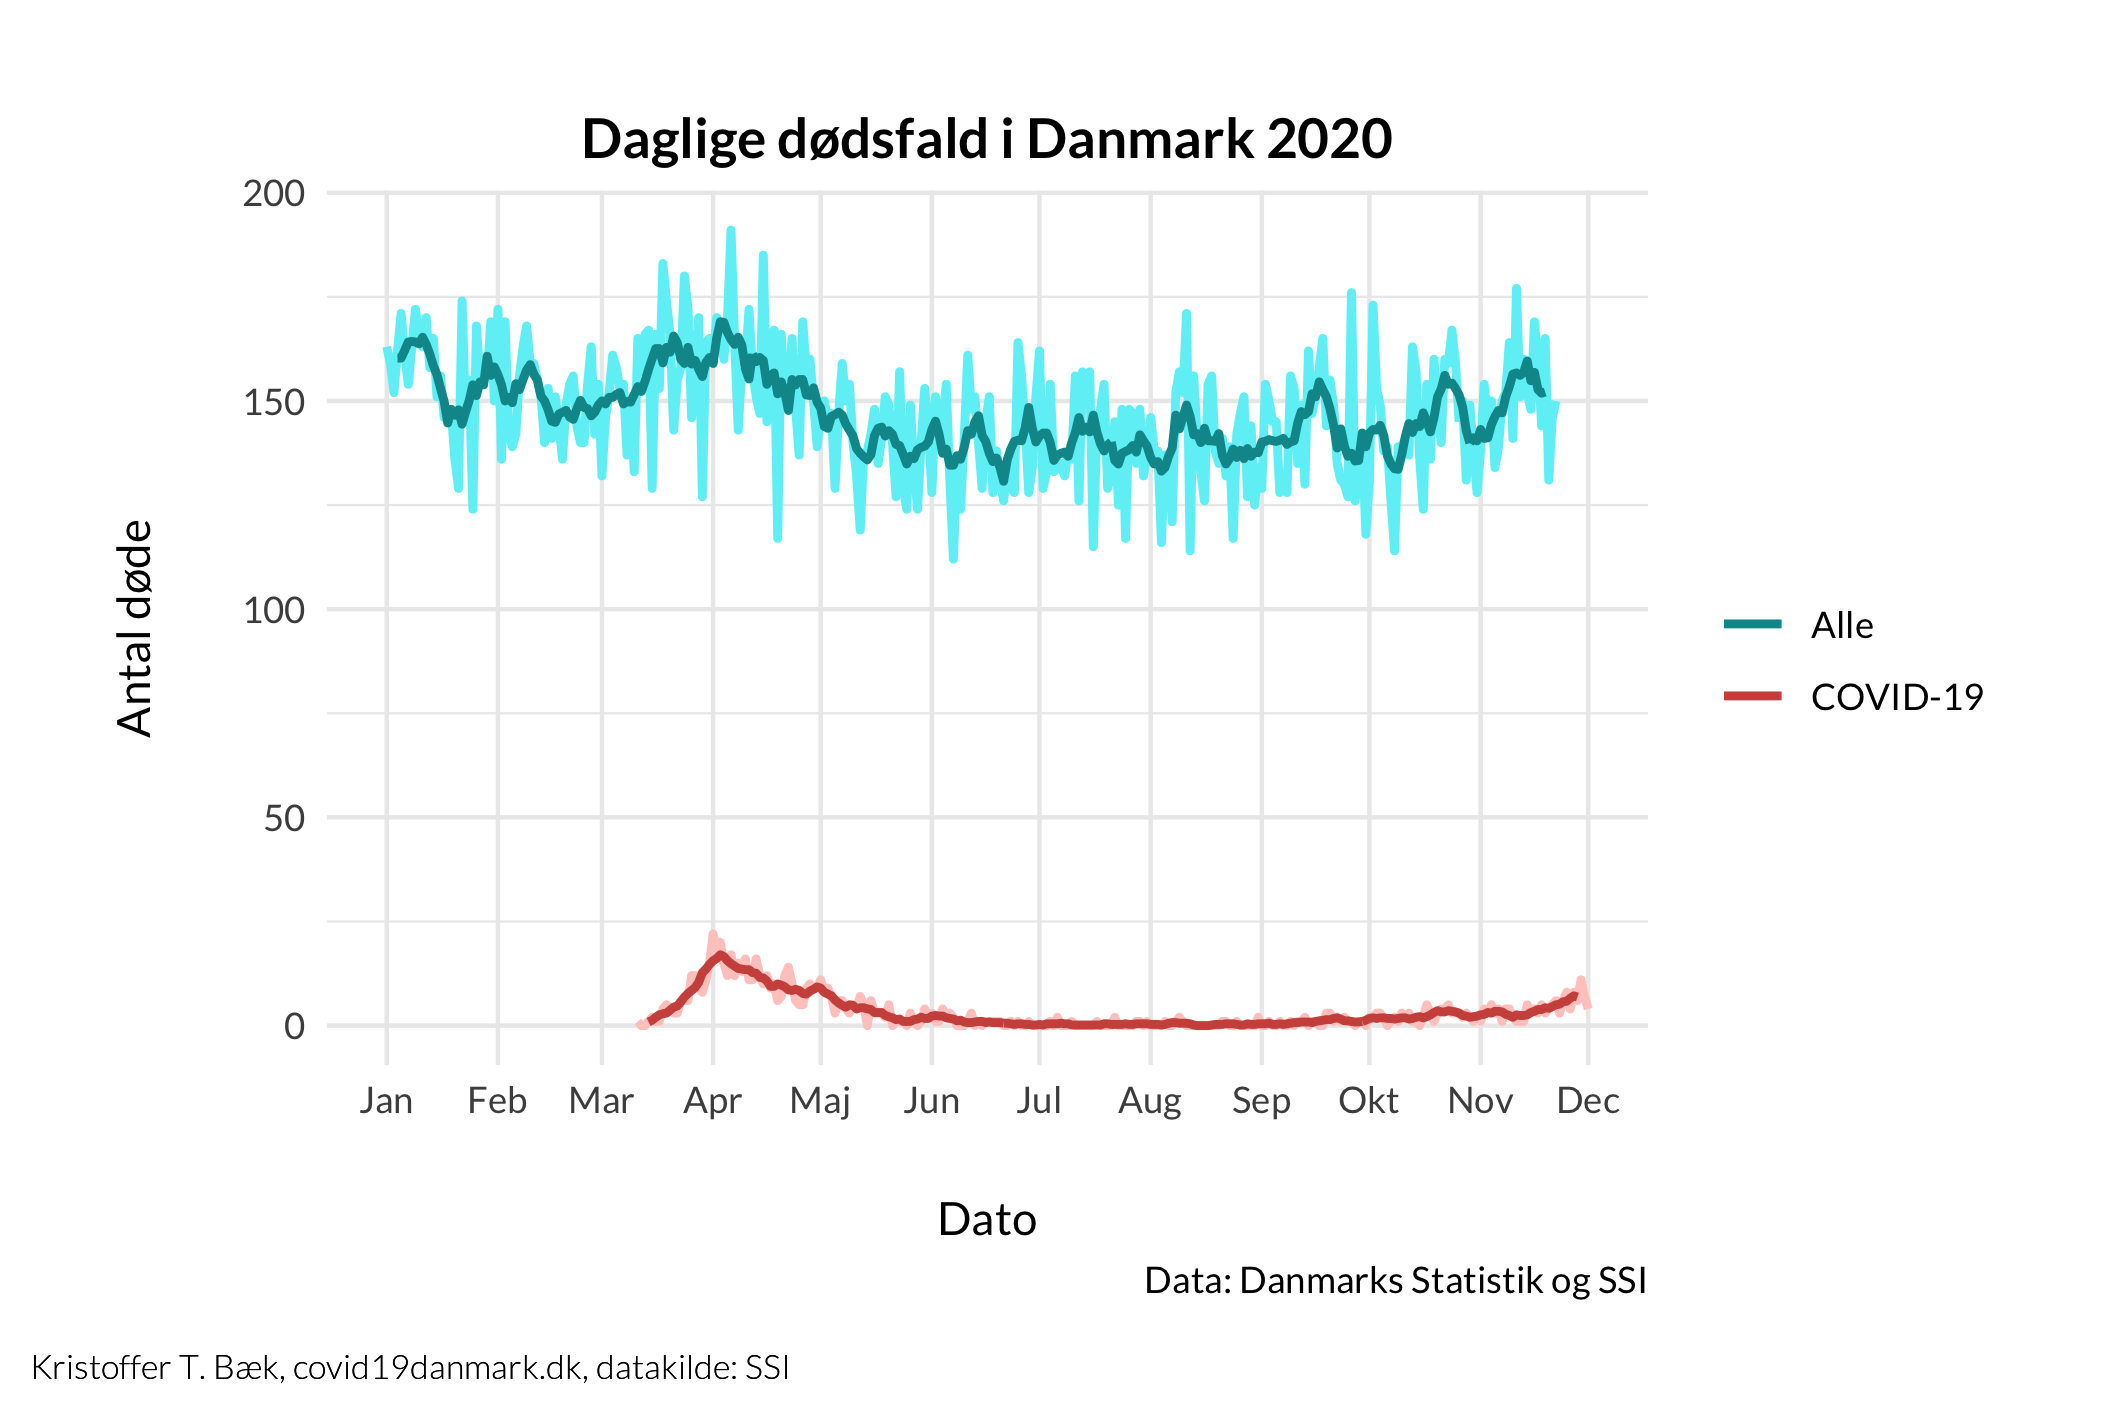 Daglige dødsfald i Danmark 2020
200
150
100
50
0
Antal døde
Jan Feb Mar Apr Maj Jun Jul Aug Sep Okt Nov Dec
Dato
Alle
COVID-19
Data: Danmarks Statistik og SSI
Kristoffer T. Bæk, covid19danmark.dk, datakilde: SSI